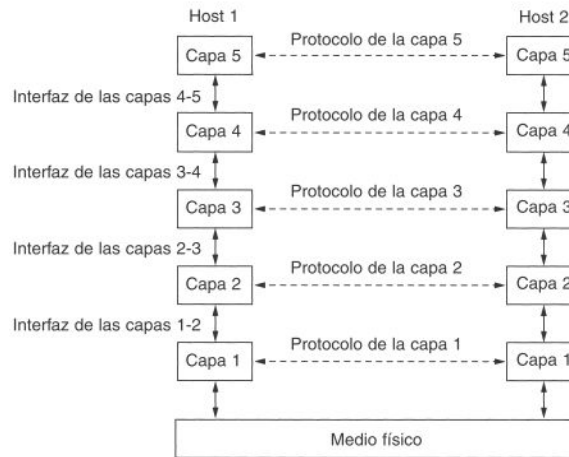 Host 1 Host 2
Capa 5 Protocolo de la capa 5 Capa 5
Interfaz de las capas 4-5
Capa 4 Protocolo de la capa 4 Capa 4
Interfaz de las capas 3-4
Capa 3 Protocolo de la capa 3 Capa 3
Interfaz de las capas 2-3
Capa 2 Protocolo de la capa 2 Capa 2
Interfaz de las capas 1-2
Capa 1 Protocolo de la capa 1 Capa 1
Medio físico